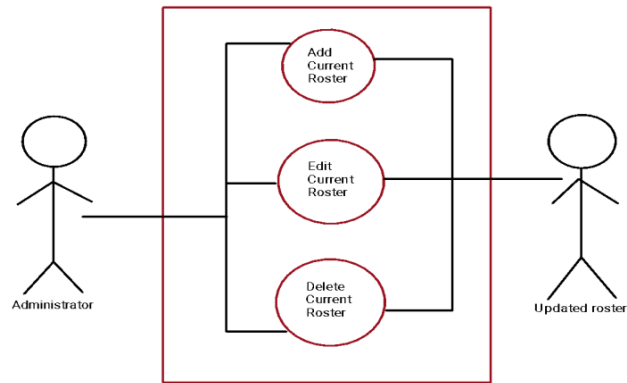 Add
Current
Roster
Edit
Current
Roster
Delete
Current
Roster
Administrator
Updated roster